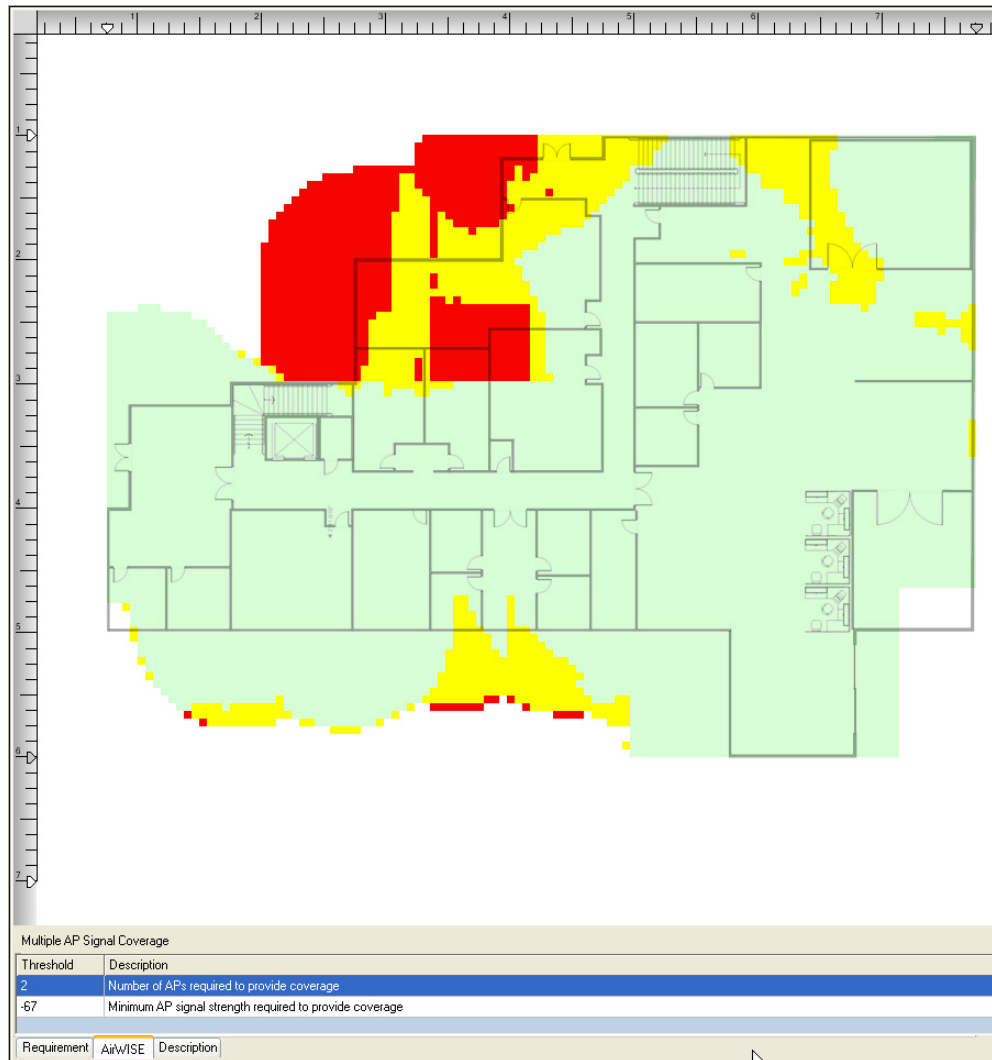 1 2 3 4 5 6 7
1
2
3
4
5
6
7
Multiple AP Signal Coverage
Threshold Description
2 Number of APs required to provide coverage
-67 Minimum AP signal strength required to provide coverage
Requirement AirWISE Description